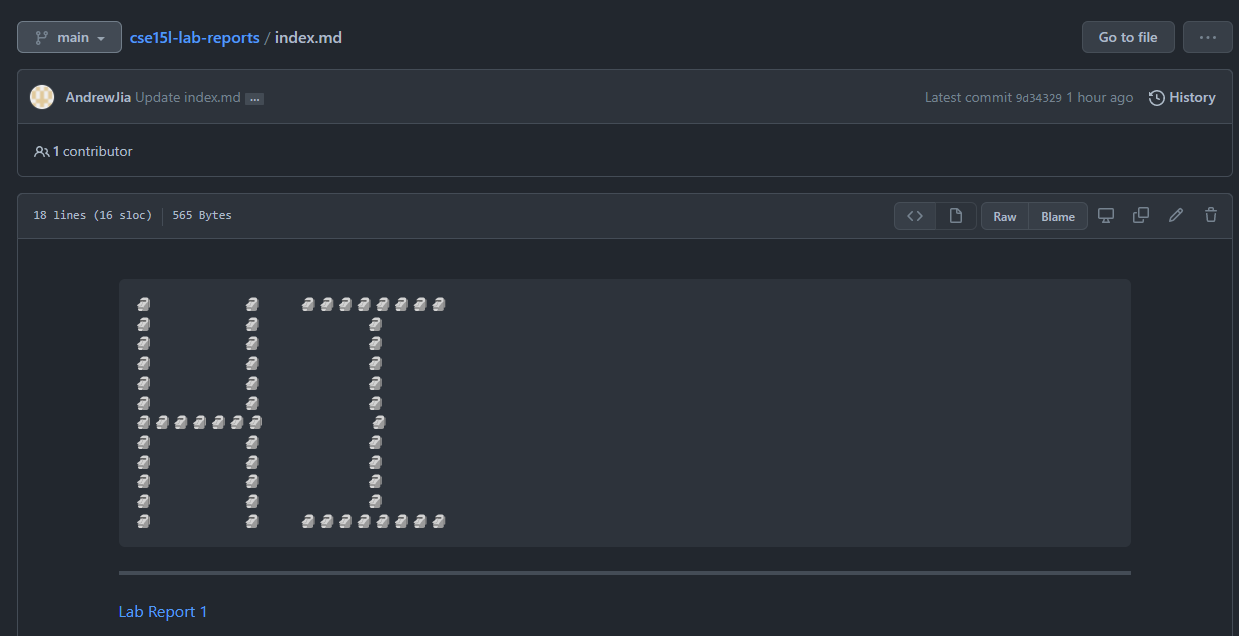 main
cse15l-lab-reports / index.md
Go to file
...
AndrewJia Update index.md ...
Latest commit 9d34329 1 hour ago
History
1 contributor
18 lines (16 sloc) 565 Bytes
<>
Raw
Blame
🗿 🗿 🗿🗿🗿🗿🗿🗿🗿🗿
🗿 🗿 🗿
🗿 🗿 🗿
🗿 🗿 🗿
🗿 🗿 🗿
🗿 🗿 🗿
🗿🗿🗿🗿🗿🗿🗿 🗿
🗿 🗿 🗿
🗿 🗿 🗿
🗿 🗿 🗿
🗿 🗿 🗿
🗿 🗿 🗿🗿🗿🗿🗿🗿🗿🗿
Lab Report 1